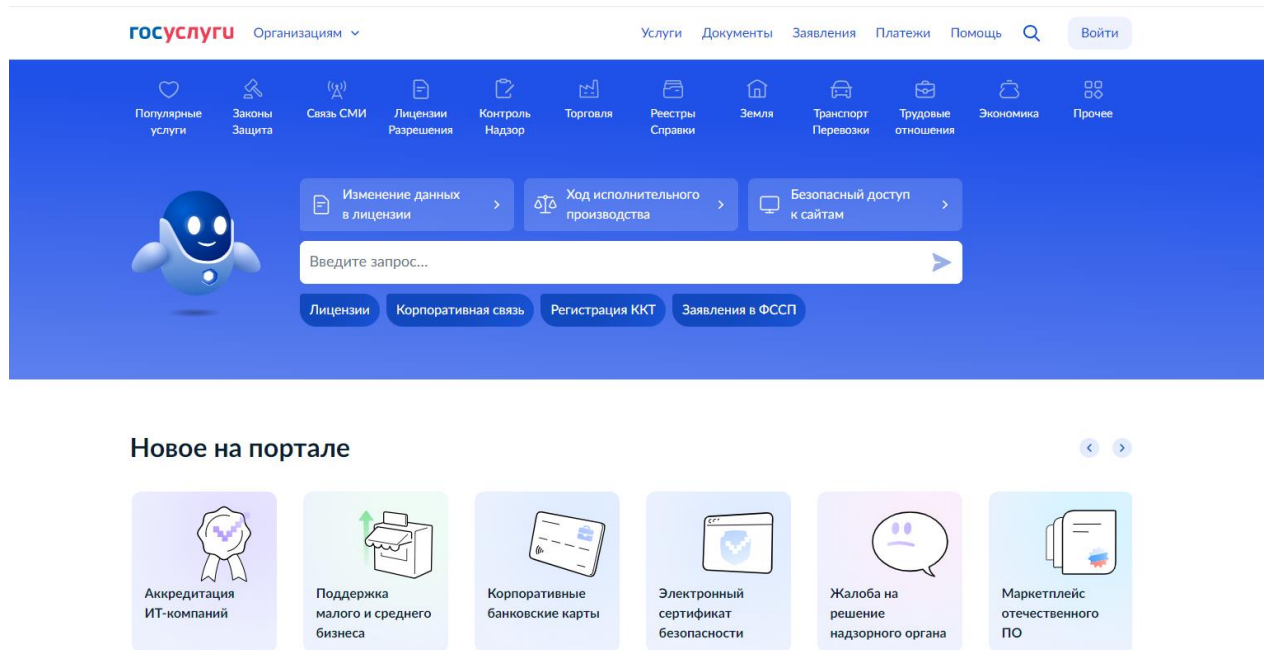 госуслуги Организациям Услуги Документы Заявления Платежи Помощь Войти
Популярные услуги
Законы Защита
Связь СМИ
Лицензии Разрешения
Контроль Надзор
Торговля
Реестры Справки
Земля
Транспорт Перевозки
Трудовые отношения
Экономика
Прочее
Изменение данных
в лицензии
Ход исполнительного
производства
Безопасный доступ
к сайтам
Введите запрос...
Лицензии Корпоративная связь Регистрация ККТ Заявления в ФССП
Новое на портале
Аккредитация
ИТ-компаний
Поддержка
малого и среднего
бизнеса
Корпоративные
банковские карты
Электронный
сертификат
безопасности
Жалоба на
решение
надзорного органа
Маркетплейс
отечественного
ПО